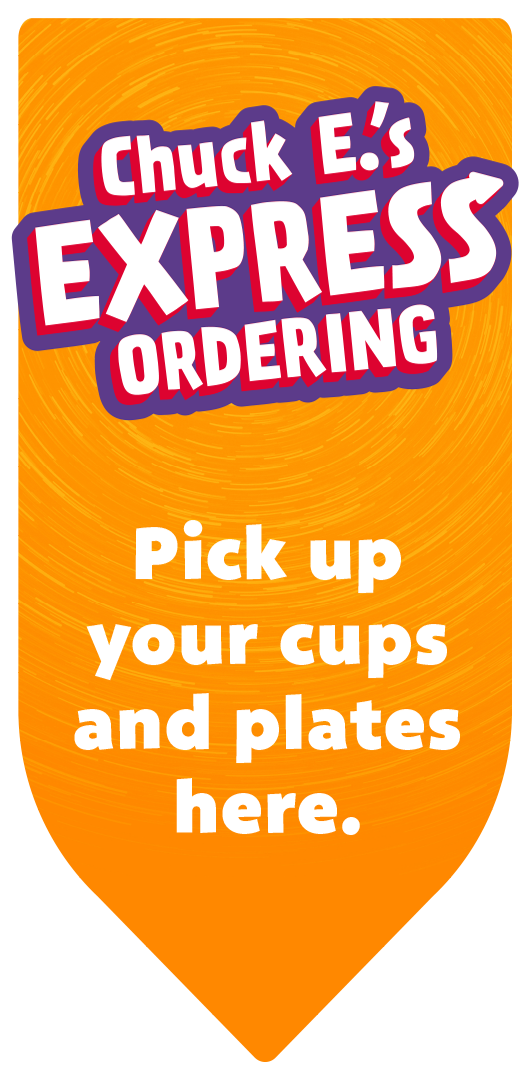 Chuck E.'s
EXPRESS
ORDERING
Pick up
your cups
and plates
here.